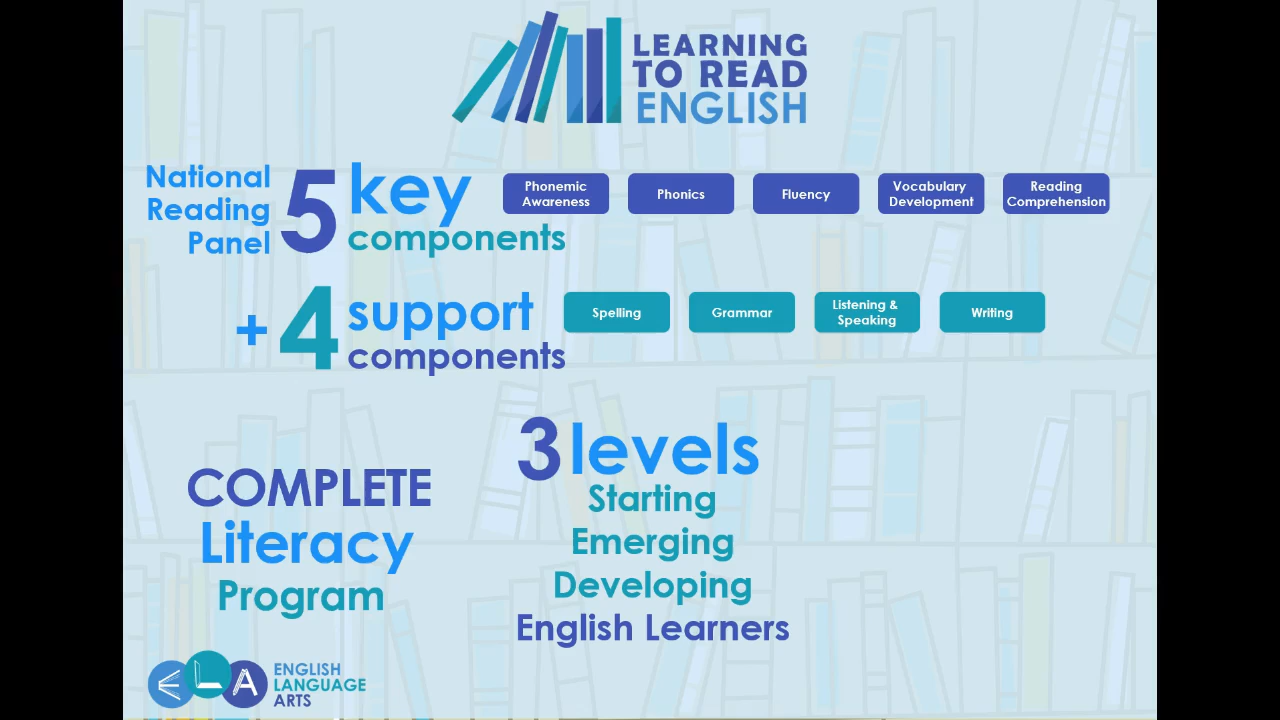 LEARNING
TO READ
ENGLISH
National
Reading
Panel
5 key
components
Phonemic
Awareness
Phonics
Fluency
Vocabulary
Development
Reading
Comprehension
+ 4 support
components
Spelling
Grammar
Listening &
Speaking
Writing
COMPLETE
Literacy
Program
3 levels
Starting
Emerging
Developing
English Learners
ELA
ENGLISH
LANGUAGE
ARTS